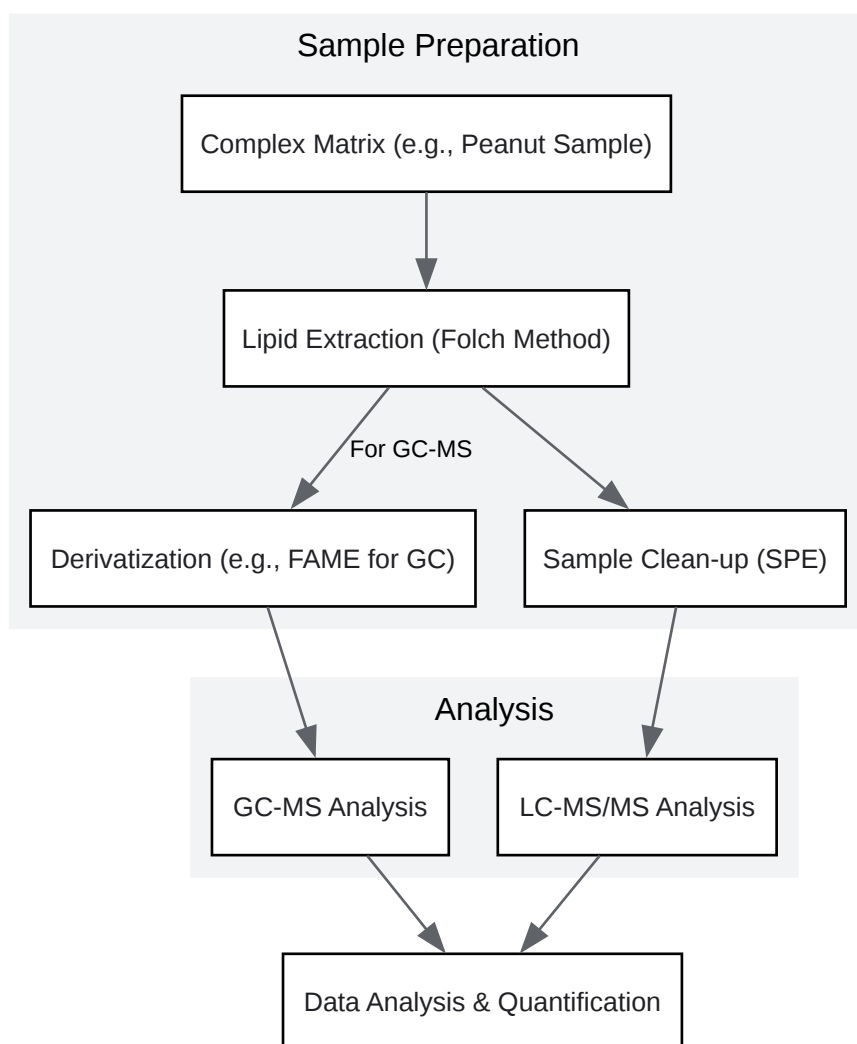 Sample Preparation
Complex Matrix (e.g., Peanut Sample)
Lipid Extraction (Folch Method)
For GC-MS
Derivatization (e.g., FAME for GC)
Sample Clean-up (SPE)
Analysis
GC-MS Analysis
LC-MS/MS Analysis
Data Analysis & Quantification